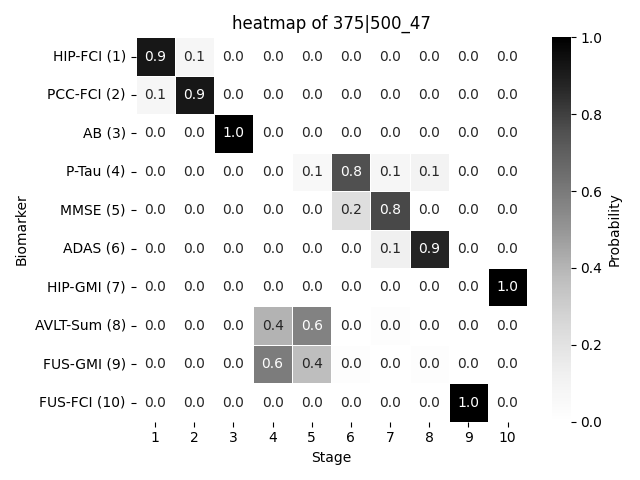 heatmap of 375|500_47
HIP-FCI (1) 0.9 0.1 0.0 0.0 0.0 0.0 0.0 0.0 0.0 0.0
PCC-FCI (2) 0.1 0.9 0.0 0.0 0.0 0.0 0.0 0.0 0.0 0.0
AB (3) 0.0 0.0 1.0 0.0 0.0 0.0 0.0 0.0 0.0 0.0
P-Tau (4) 0.0 0.0 0.0 0.0 0.1 0.8 0.1 0.1 0.0 0.0
MMSE (5) 0.0 0.0 0.0 0.0 0.0 0.2 0.8 0.0 0.0 0.0
ADAS (6) 0.0 0.0 0.0 0.0 0.0 0.0 0.1 0.9 0.0 0.0
HIP-GMI (7) 0.0 0.0 0.0 0.0 0.0 0.0 0.0 0.0 0.0 1.0
AVLT-Sum (8) 0.0 0.0 0.0 0.4 0.6 0.0 0.0 0.0 0.0 0.0
FUS-GMI (9) 0.0 0.0 0.0 0.6 0.4 0.0 0.0 0.0 0.0 0.0
FUS-FCI (10) 0.0 0.0 0.0 0.0 0.0 0.0 0.0 0.0 1.0 0.0
1 2 3 4 5 6 7 8 9 10
Stage
Biomarker
1.0
0.8
0.6
0.4
0.2
0.0
Probability